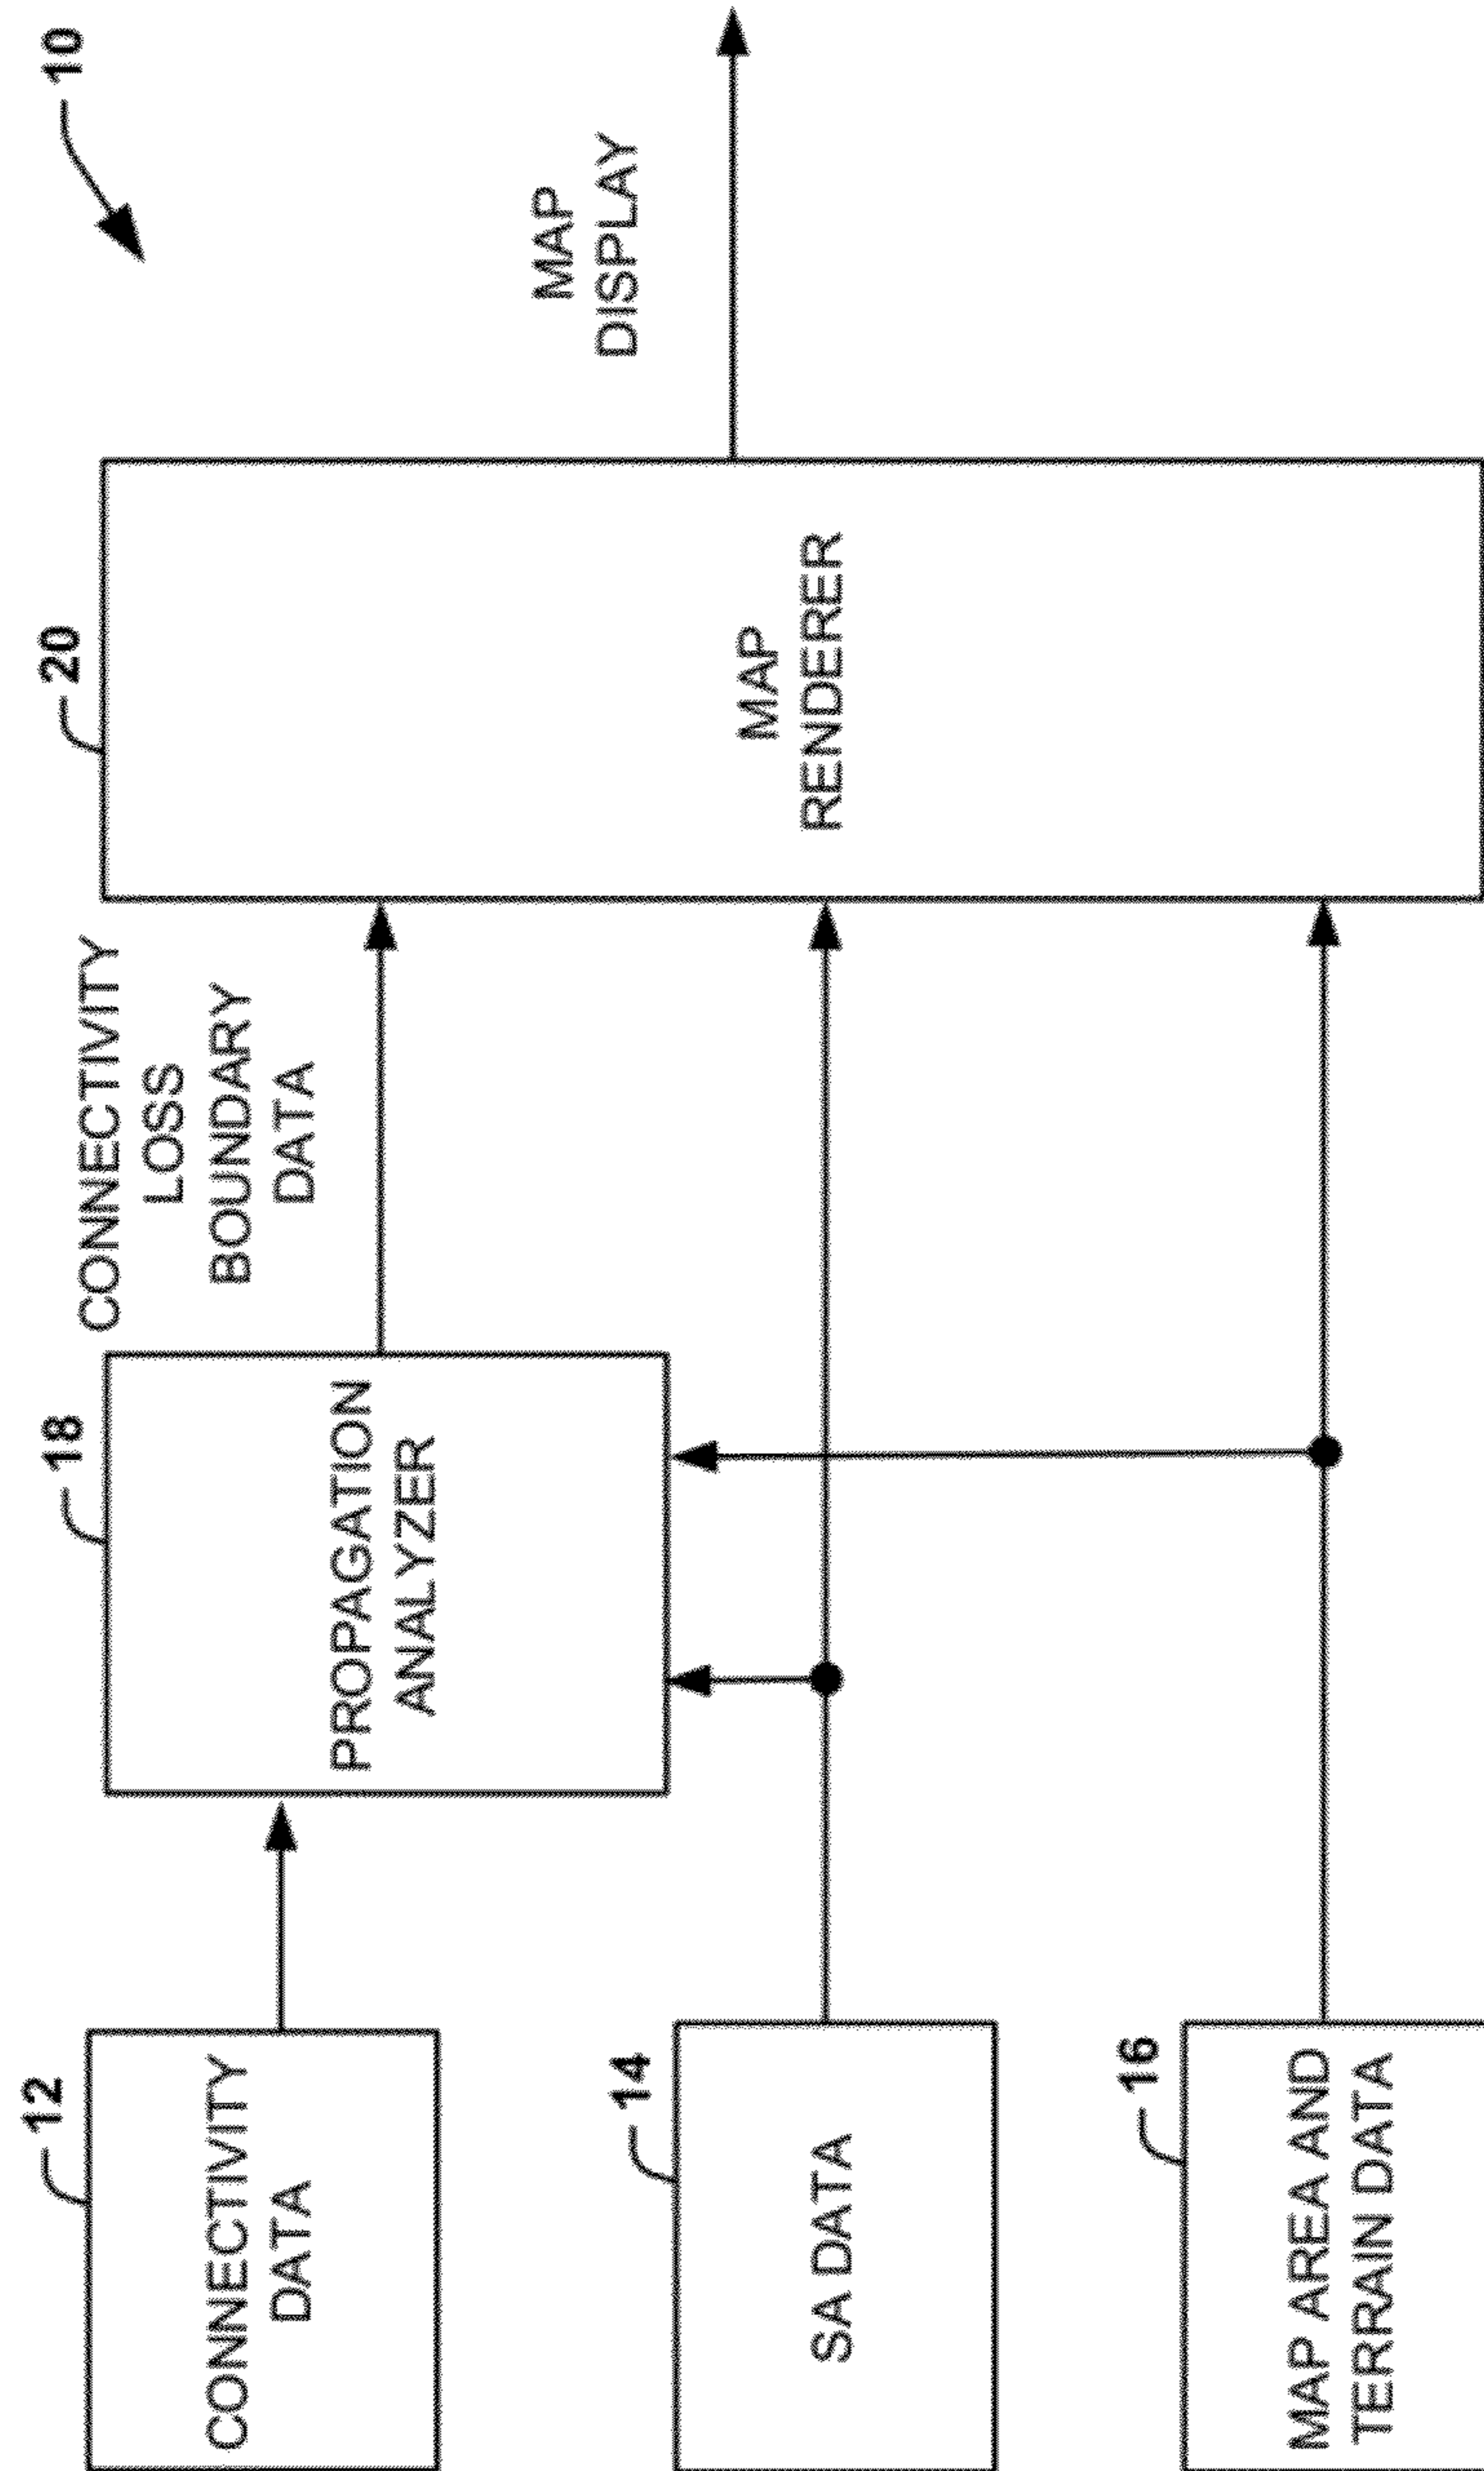 10
12
CONNECTIVITY
DATA
14
SA DATA
16
MAP AREA AND
TERRAIN DATA
18
PROPAGATION
ANALYZER
CONNECTIVITY
LOSS
BOUNDARY
DATA
20
MAP
RENDERER
MAP
DISPLAY